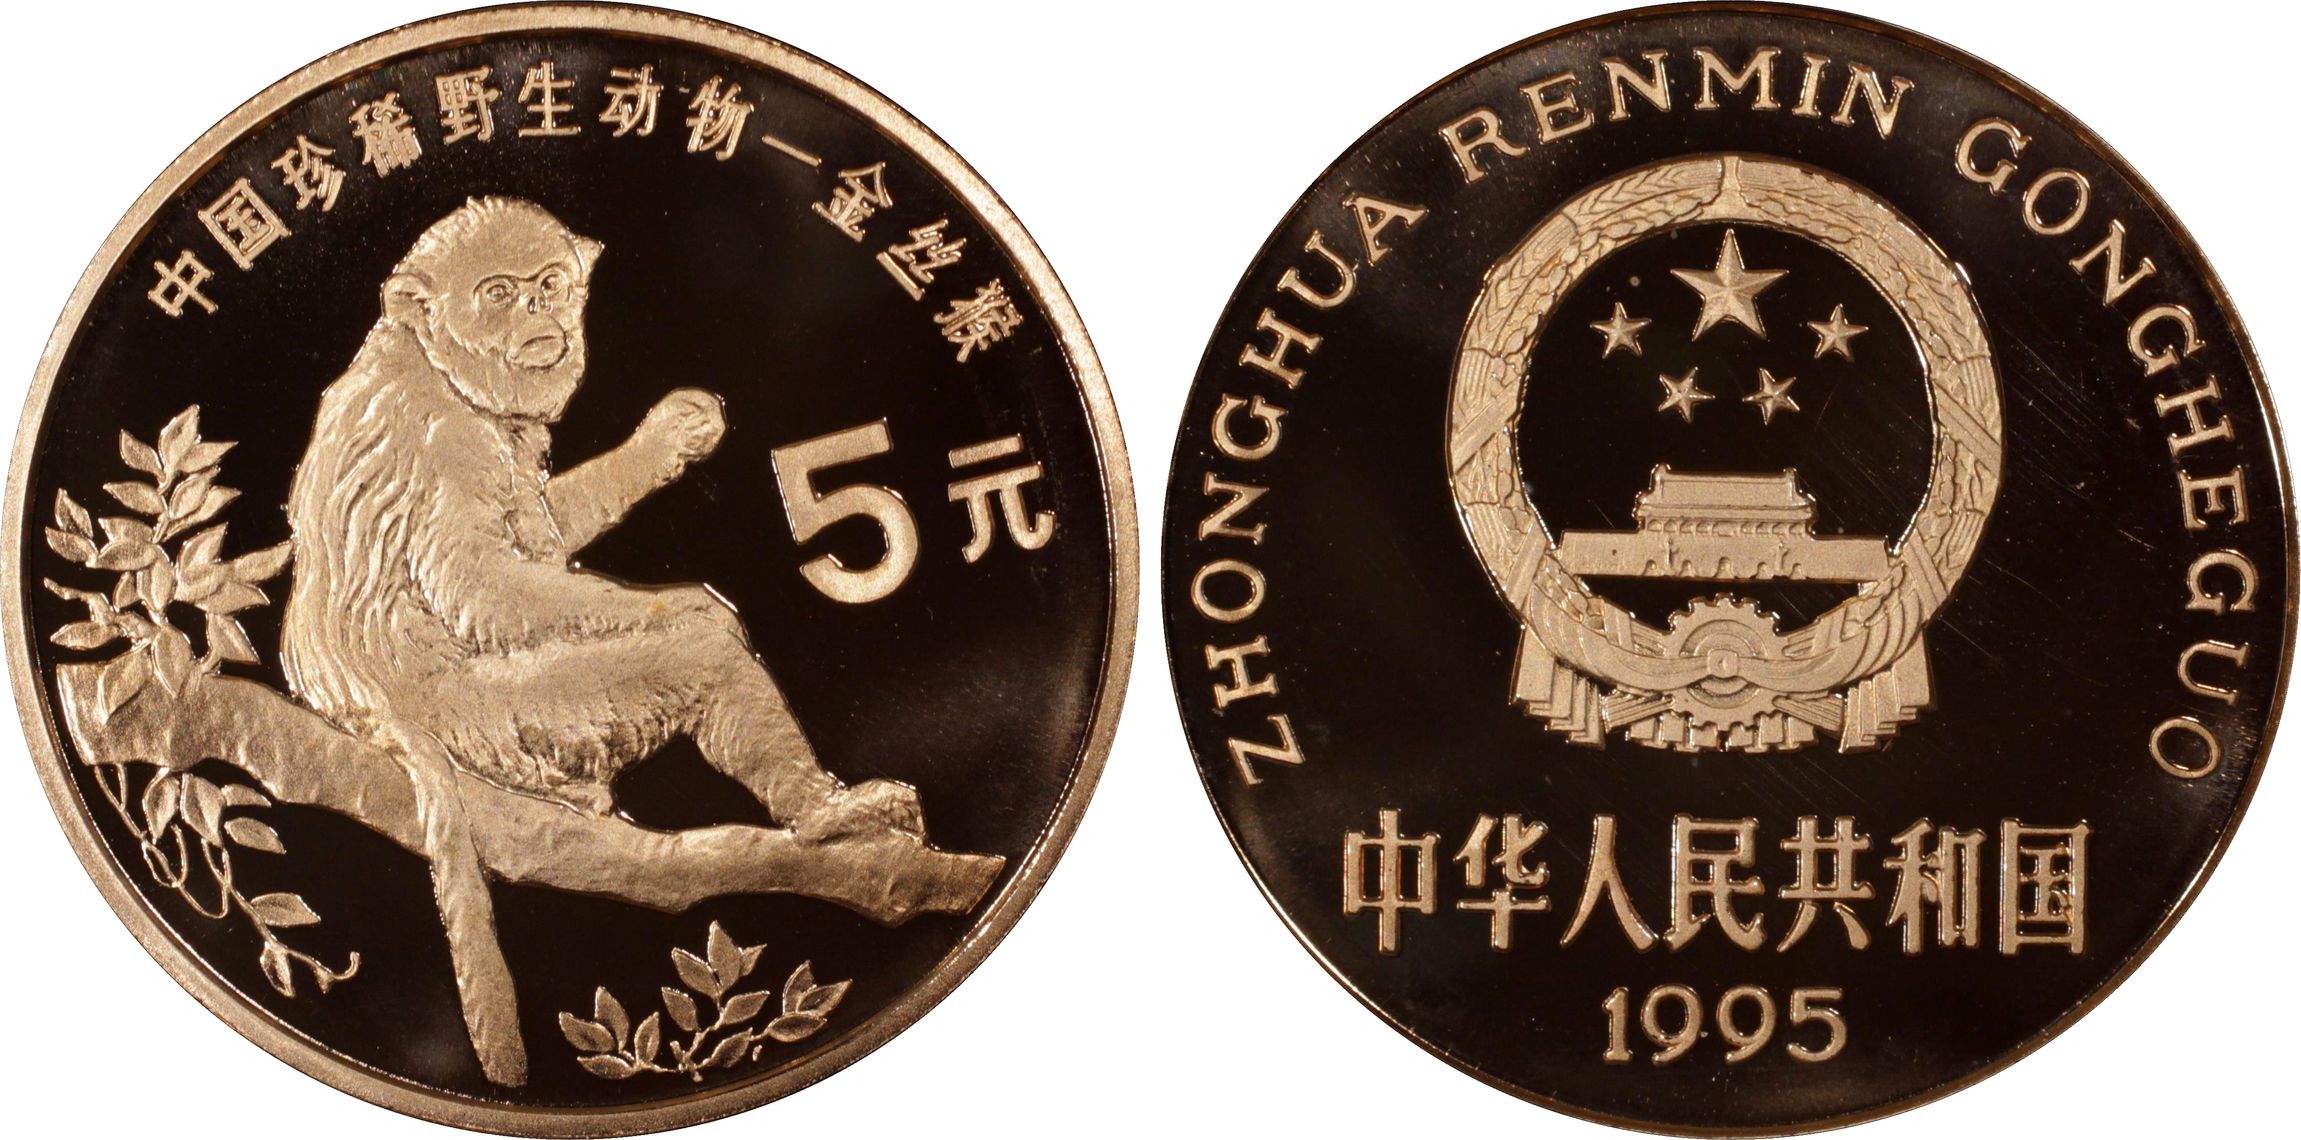 中国珍稀野生动物—金丝猴
5元
ZHONGHUA RENMIN GONGHEGUO
中华人民共和国
1995